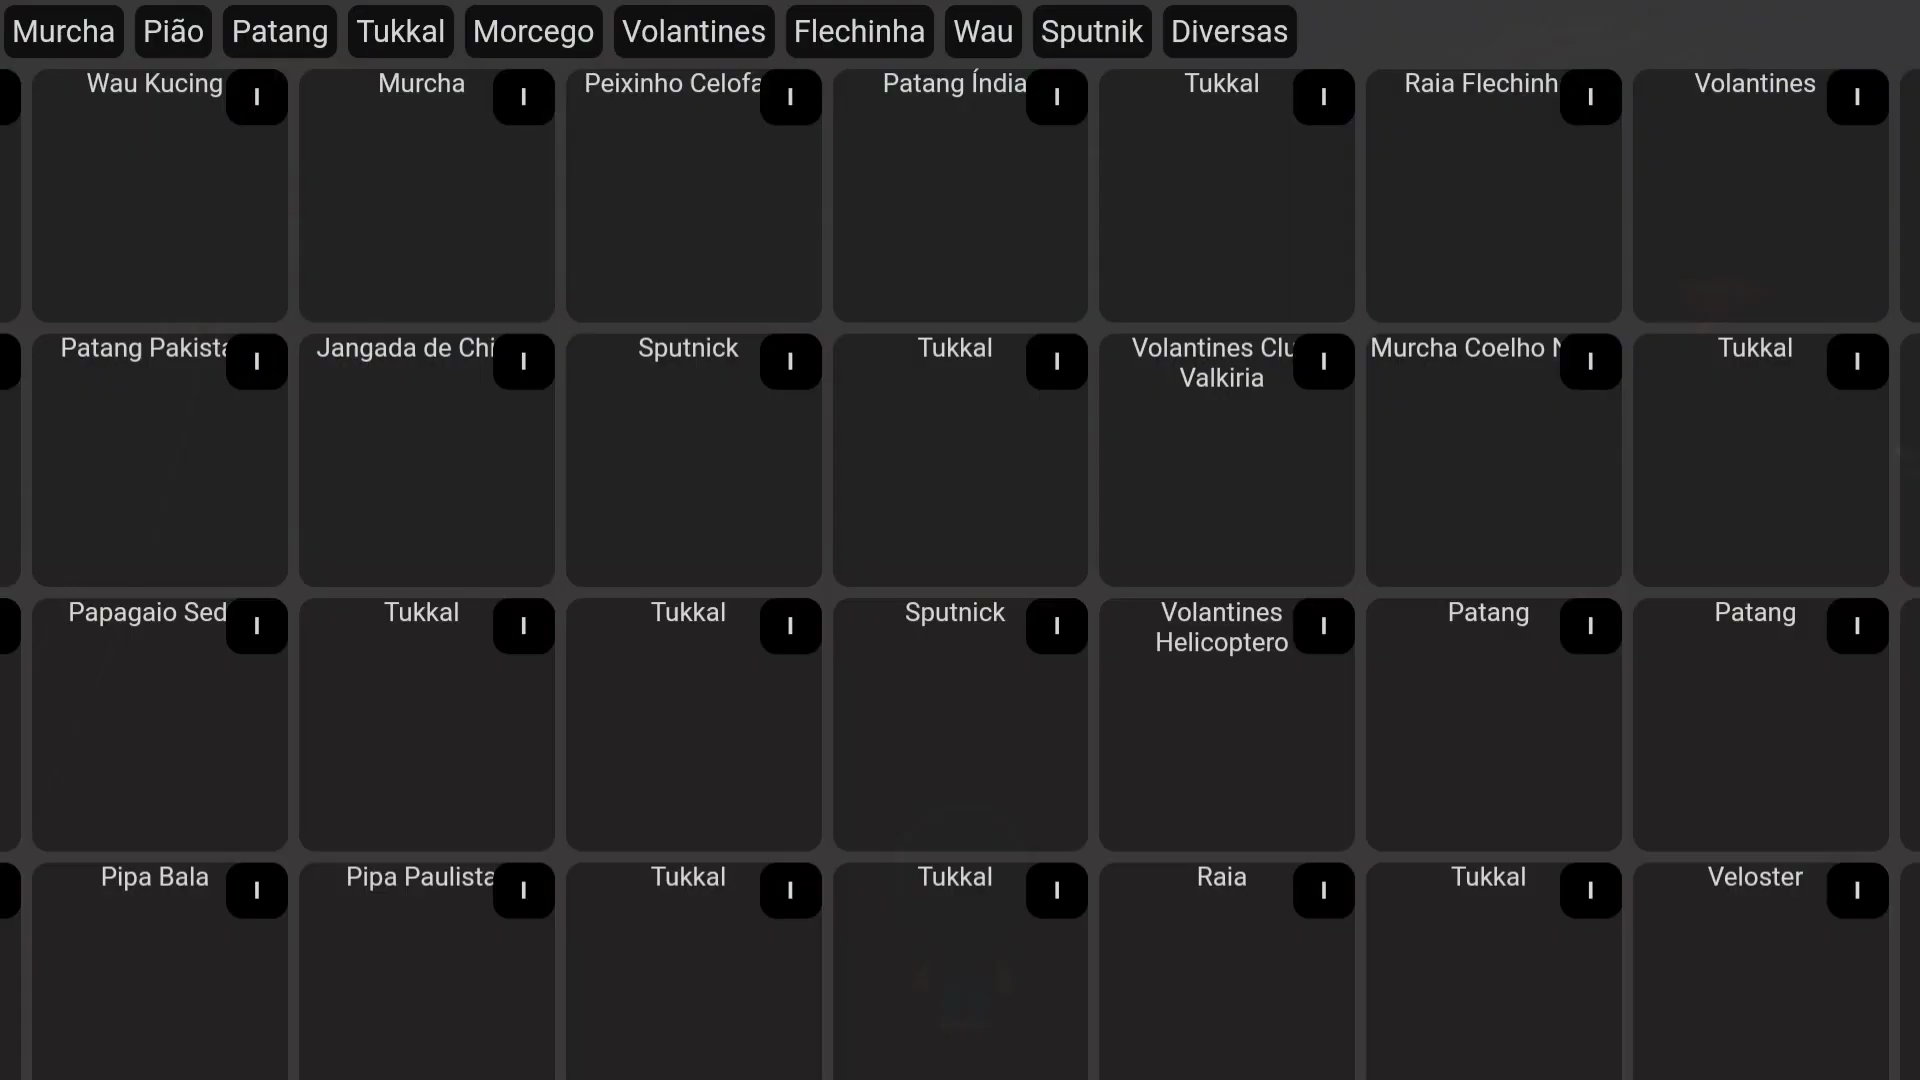 Murcha Pião Patang Tukkal Morcego Volantines Flechinha Wau Sputnik Diversas
Wau Kucing I Murcha I Peixinho Celofa I Patang Índia I Tukkal I Raia Flechinh I Volantines I
Patang Pakista I Jangada de Chi I Sputnick I Tukkal I Volantines Clu I Murcha Coelho N I Tukkal I
Valkiria
Papagaio Sed I Tukkal I Tukkal I Sputnick I Volantines I Patang I Patang I
Helicoptero
Pipa Bala I Pipa Paulista I Tukkal I Tukkal I Raia I Tukkal I Veloster I